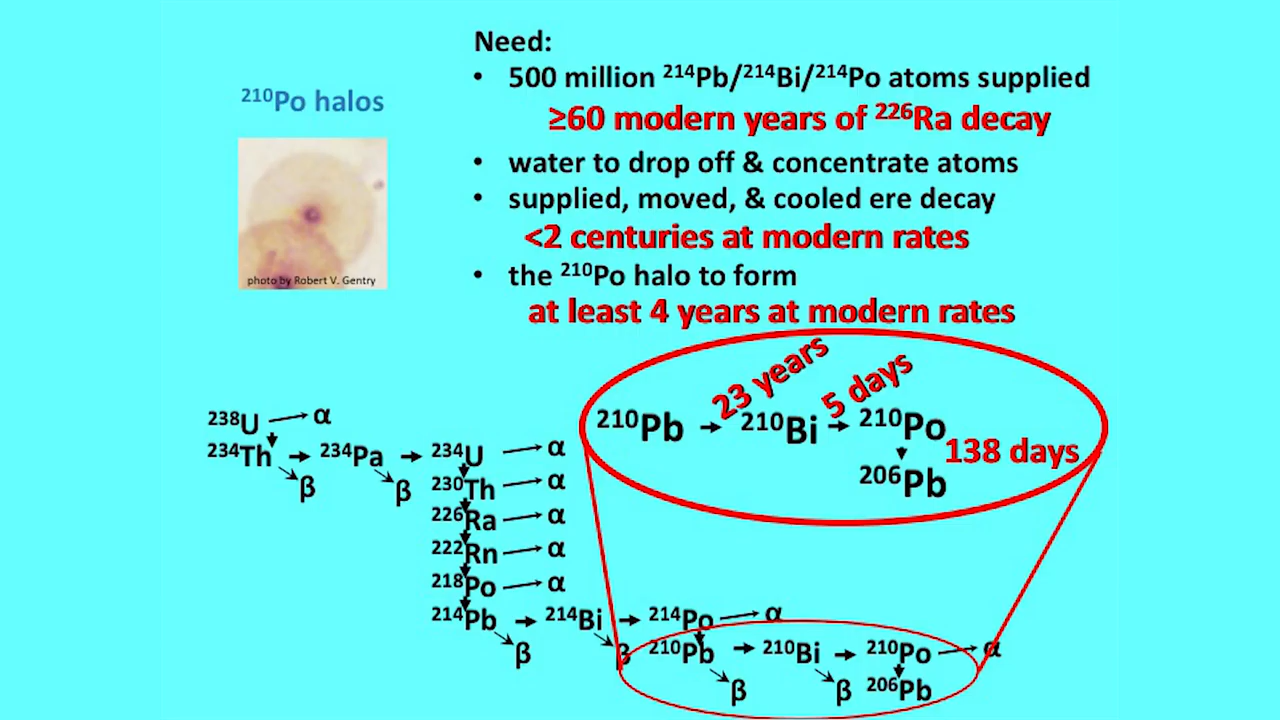 Need:
• 500 million ²¹⁴Pb/²¹⁴Bi/²¹⁴Po atoms supplied
≥60 modern years of ²²⁶Ra decay
• water to drop off & concentrate atoms
• supplied, moved, & cooled ere decay
<2 centuries at modern rates
• the ²¹⁰Po halo to form
at least 4 years at modern rates
²¹⁰Po halos
photo by Robert V. Gentry
23 years 5 days
²¹⁰Pb → ²¹⁰Bi → ²¹⁰Po
138 days
²⁰⁶Pb
²³⁸U → α
²³⁴Th → ²³⁴Pa → ²³⁴U → α
β β
²³⁰Th → α
²²⁶Ra → α
²²²Rn → α
²¹⁸Po → α
²¹⁴Pb → ²¹⁴Bi → ²¹⁴Po → α
β β
²¹⁰Pb → ²¹⁰Bi → ²¹⁰Po → α
β β ²⁰⁶Pb